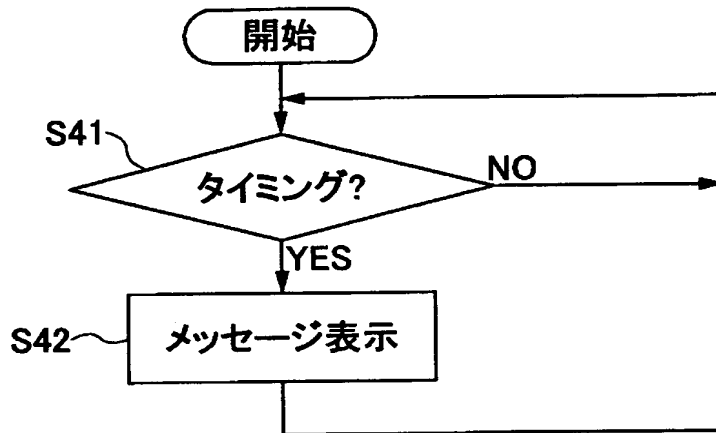 開始
S41
タイミング?
NO
YES
S42
メッセージ表示